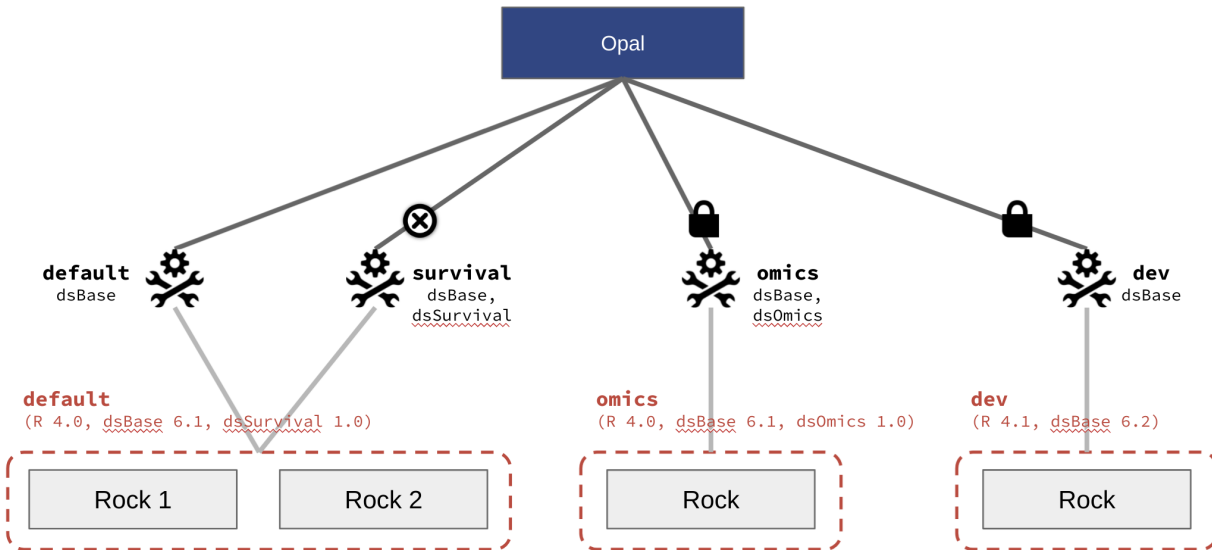 Opal
default
dsBase
survival
dsBase,
dsSurvival
omics
dsBase,
dsOmics
dev
dsBase
default
(R 4.0, dsBase 6.1, dsSurvival 1.0)
omics
(R 4.0, dsBase 6.1, dsOmics 1.0)
dev
(R 4.1, dsBase 6.2)
Rock 1
Rock 2
Rock
Rock